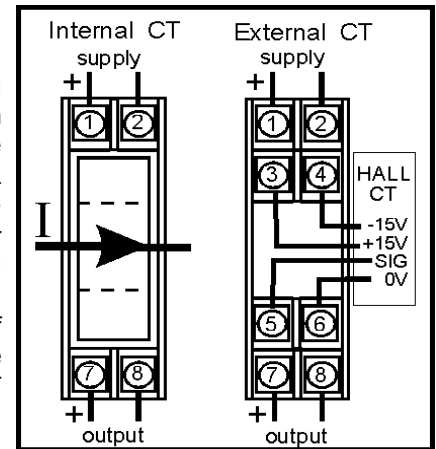 Internal CT
supply
+
1 2
I
7 8
+
output
External CT
supply
+
1 2
3 4
HALL
CT
-15V
+15V
SIG
0V
5 6
7 8
+
output